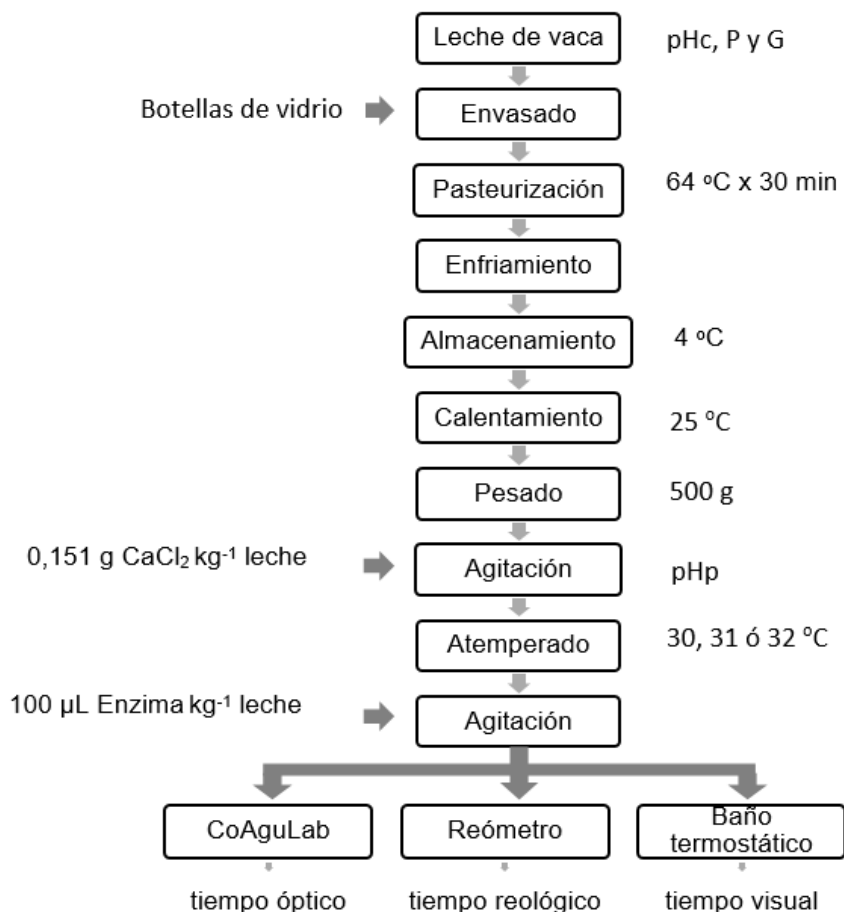 Leche de vaca
pHc, P y G
Botellas de vidrio
Envasado
Pasteurización
64 ºC x 30 min
Enfriamiento
Almacenamiento
4 ºC
Calentamiento
25 ºC
Pesado
500 g
0,151 g CaCl₂ kg⁻¹ leche
Agitación
pHp
Atemperado
30, 31 ó 32 ºC
100 µL Enzima kg⁻¹ leche
Agitación
CoAguLab
Reómetro
Baño
termostático
tiempo óptico
tiempo reológico
tiempo visual